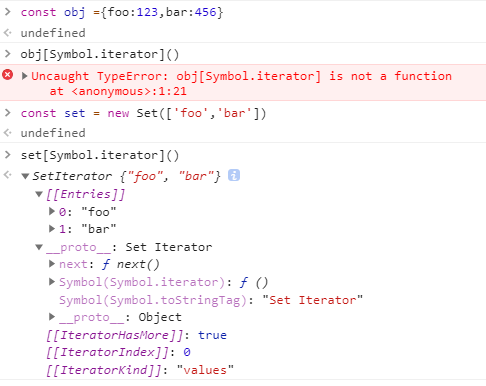 > const obj ={foo:123,bar:456}
<· undefined
> obj[Symbol.iterator]()
▶Uncaught TypeError: obj[Symbol.iterator] is not a function
at <anonymous>:1:21
> const set = new Set(['foo','bar'])
<· undefined
> set[Symbol.iterator]()
<· ▼SetIterator {"foo", "bar"} i
▼[[Entries]]
▶0: "foo"
▶1: "bar"
▼__proto__: Set Iterator
▶next: ƒ next()
▶Symbol(Symbol.iterator): ƒ ()
Symbol(Symbol.toStringTag): "Set Iterator"
▶__proto__: Object
[[IteratorHasMore]]: true
[[IteratorIndex]]: 0
[[IteratorKind]]: "values"